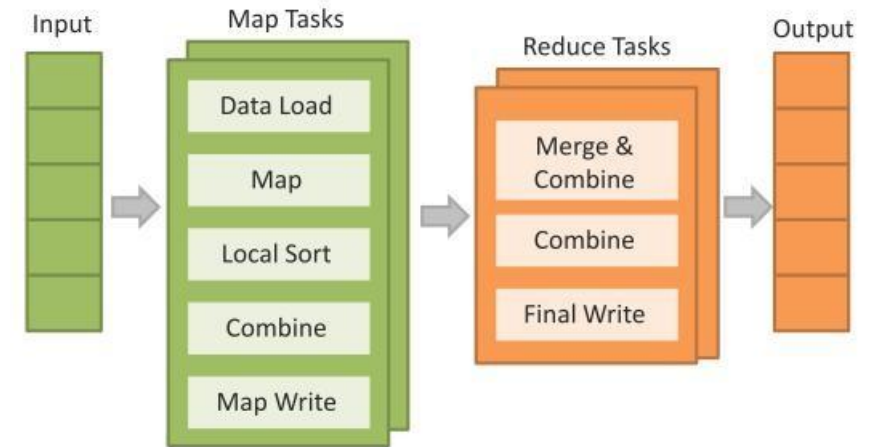 Input
Map Tasks
Data Load
Map
Local Sort
Combine
Map Write
Reduce Tasks
Merge &
Combine
Combine
Final Write
Output